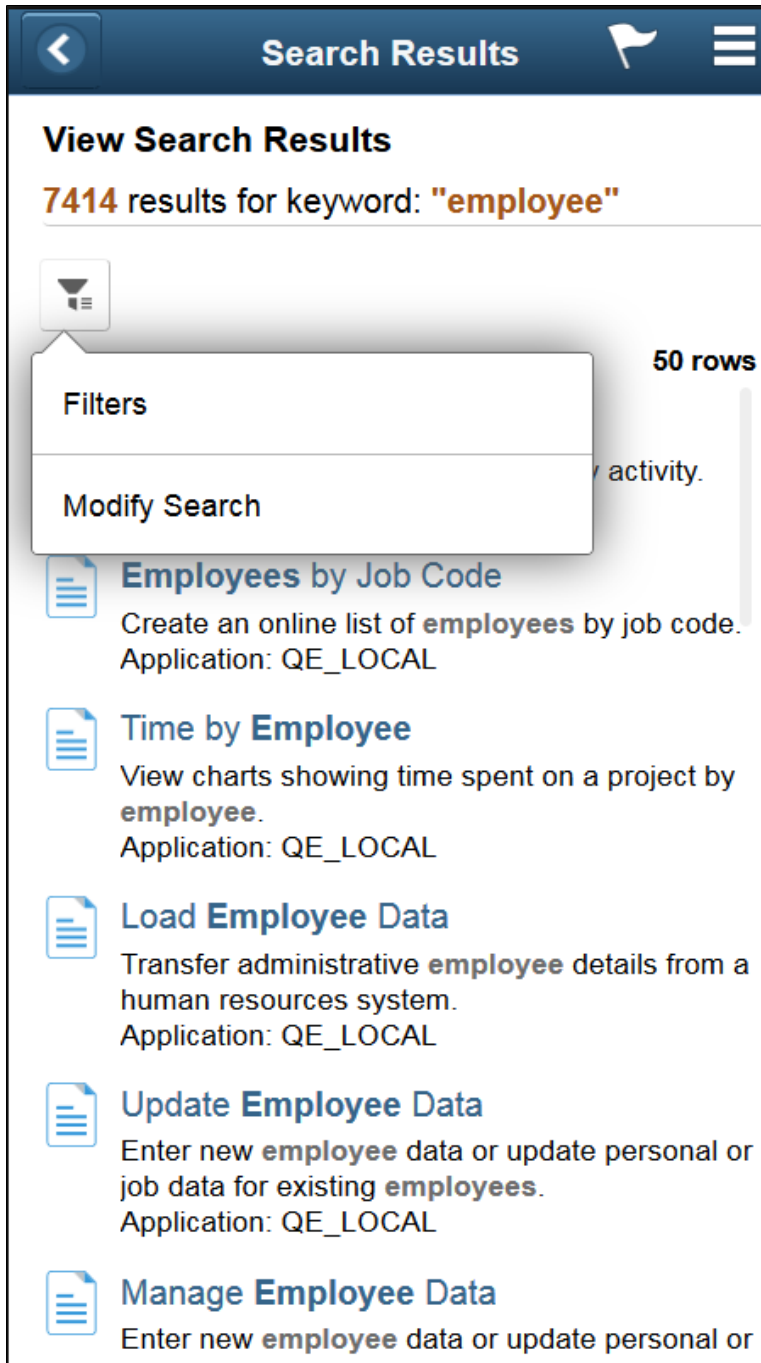 Search Results
View Search Results
7414 results for keyword: "employee"
50 rows
Filters
activity.
Modify Search
Employees by Job Code
Create an online list of employees by job code.
Application: QE_LOCAL
Time by Employee
View charts showing time spent on a project by
employee.
Application: QE_LOCAL
Load Employee Data
Transfer administrative employee details from a
human resources system.
Application: QE_LOCAL
Update Employee Data
Enter new employee data or update personal or
job data for existing employees.
Application: QE_LOCAL
Manage Employee Data
Enter new employee data or update personal or